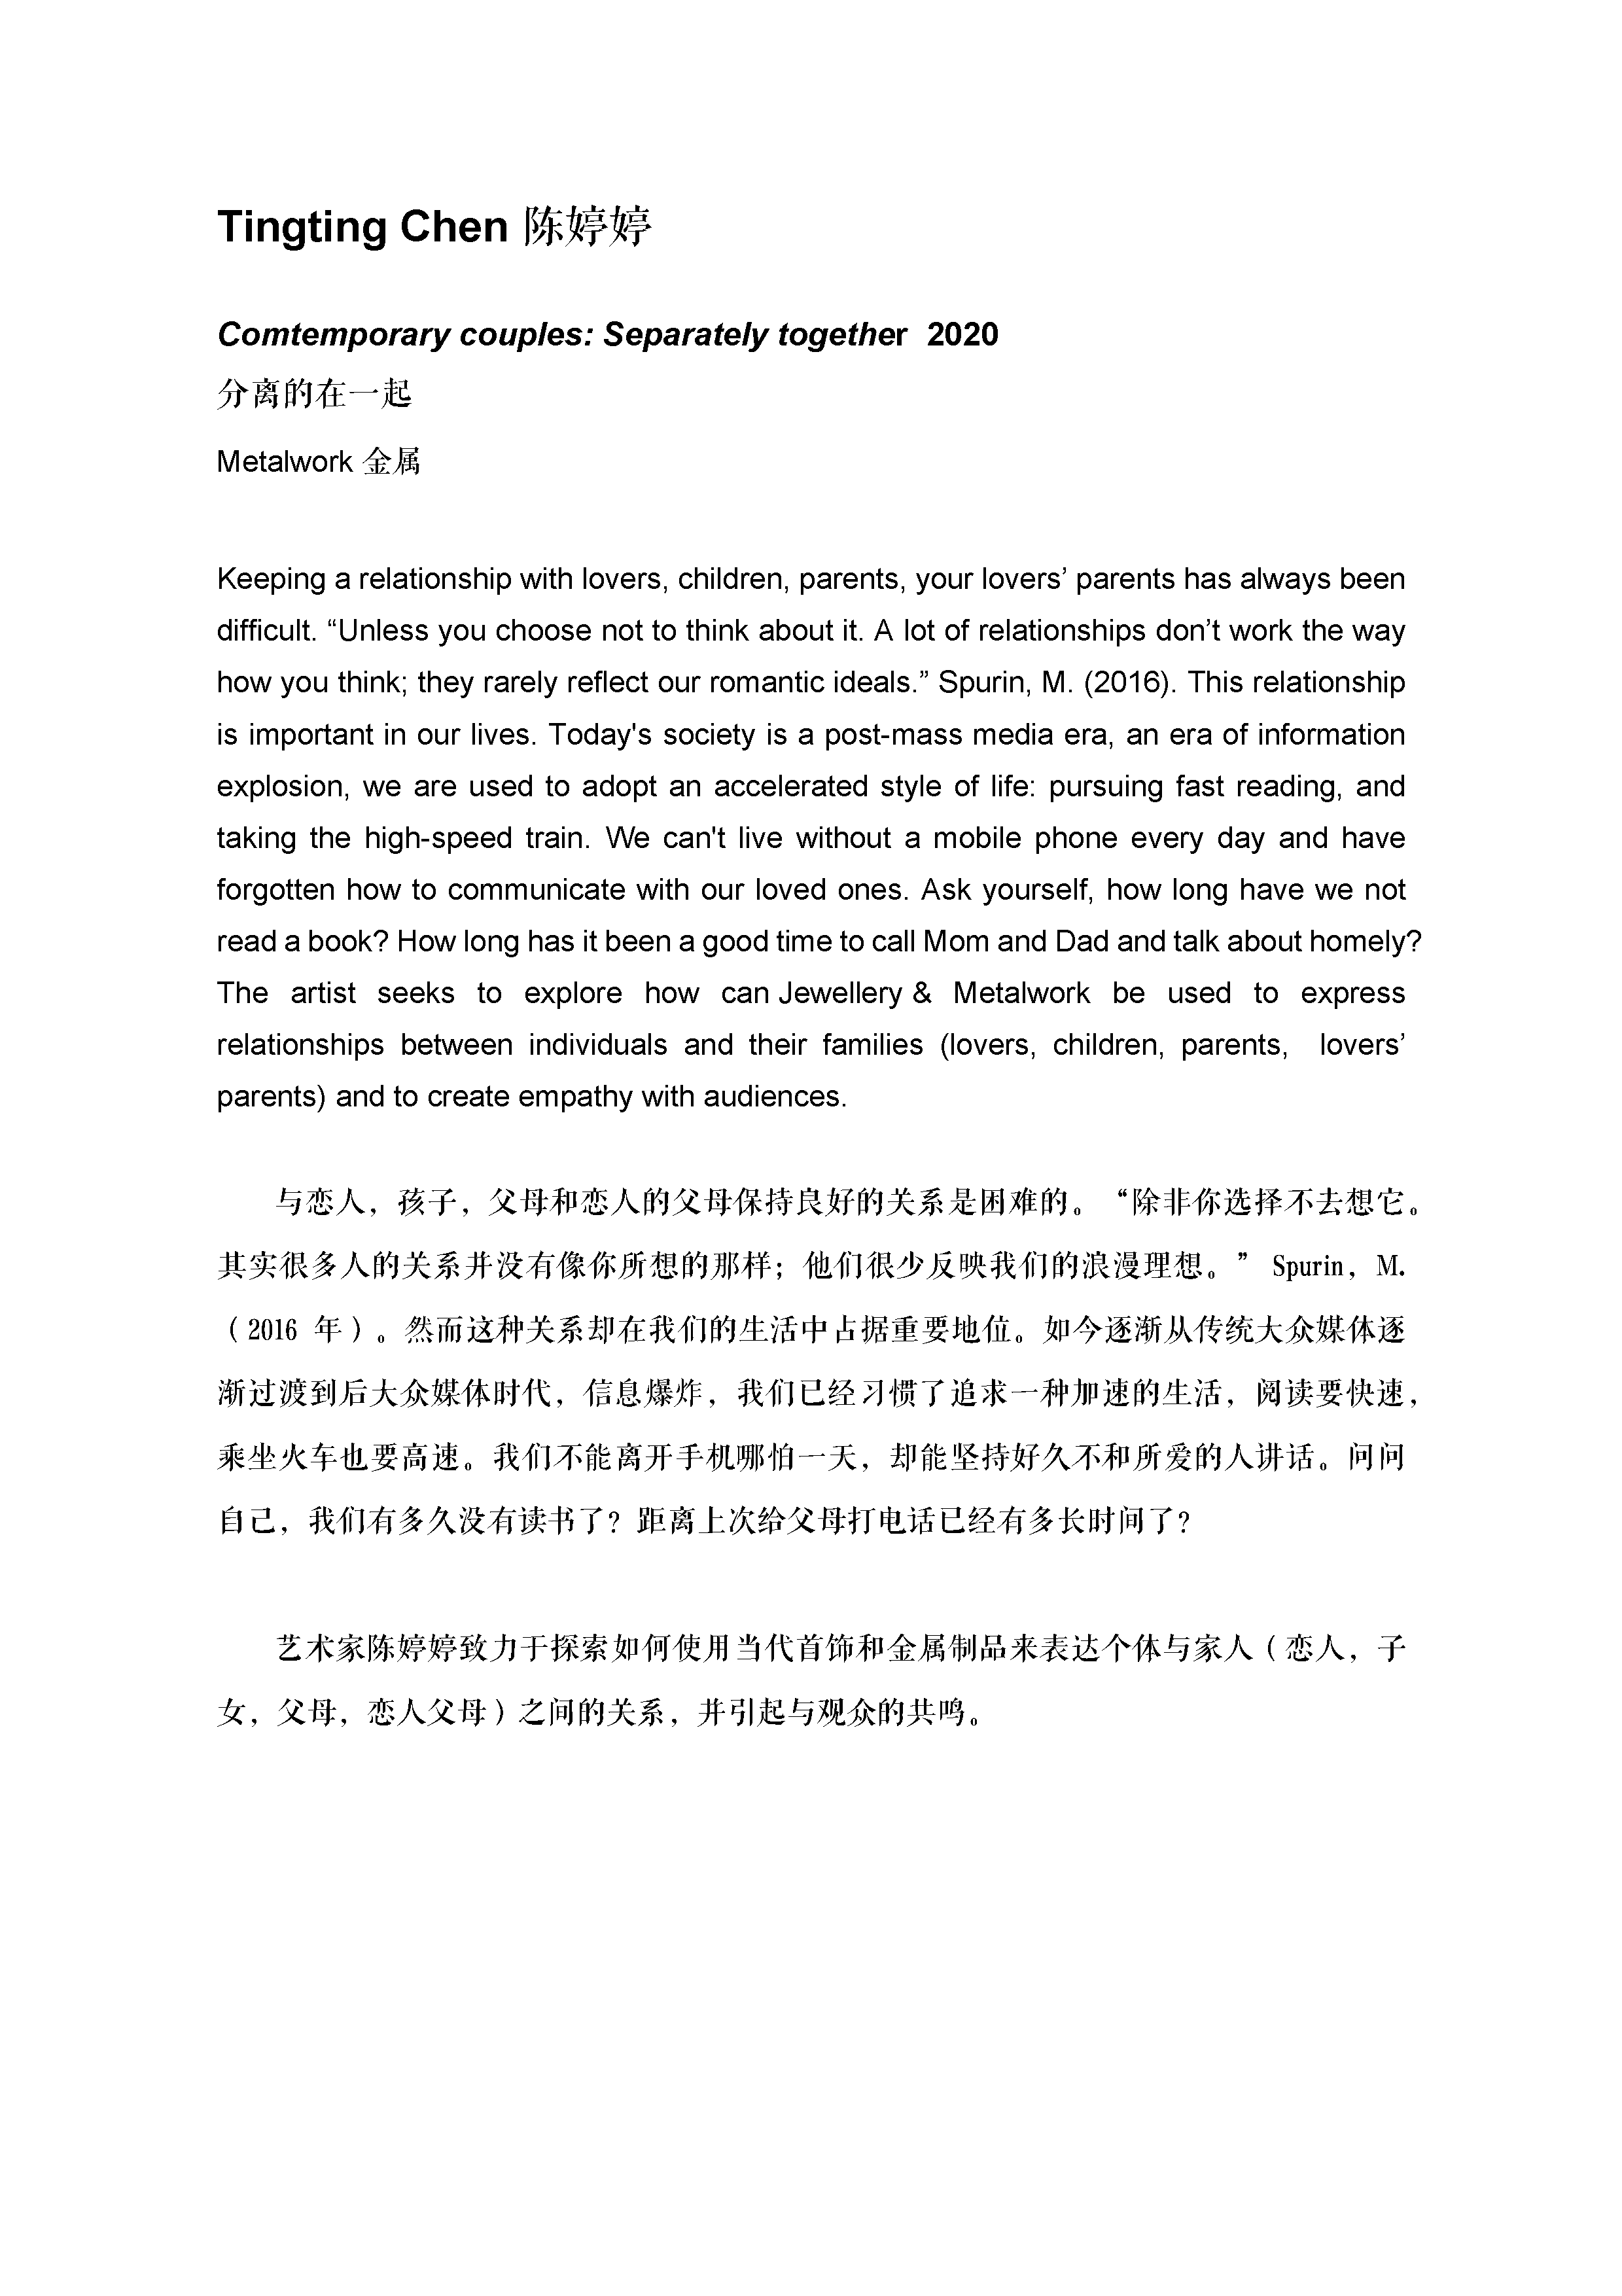 Tingting Chen 陈婷婷
Comtemporary couples: Separately together 2020
分离的在一起
Metalwork 金属
Keeping a relationship with lovers, children, parents, your lovers’ parents has always been
difficult. “Unless you choose not to think about it. A lot of relationships don’t work the way
how you think; they rarely reflect our romantic ideals.” Spurin, M. (2016). This relationship
is important in our lives. Today's society is a post-mass media era, an era of information
explosion, we are used to adopt an accelerated style of life: pursuing fast reading, and
taking the high-speed train. We can't live without a mobile phone every day and have
forgotten how to communicate with our loved ones. Ask yourself, how long have we not
read a book? How long has it been a good time to call Mom and Dad and talk about homely?
The artist seeks to explore how can Jewellery & Metalwork be used to express
relationships between individuals and their families (lovers, children, parents, lovers’
parents) and to create empathy with audiences.
与恋人，孩子，父母和恋人的父母保持良好的关系是困难的。“除非你选择不去想它。
其实很多人的关系并没有像你所想的那样；他们很少反映我们的浪漫理想。” Spurin, M.
（2016 年）。然而这种关系却在我们的生活中占据重要地位。如今逐渐从传统大众媒体逐
渐过渡到后大众媒体时代，信息爆炸，我们已经习惯了追求一种加速的生活，阅读要快速，
乘坐火车也要高速。我们不能离开手机哪怕一天，却能坚持好久不和所爱的人讲话。问问
自己，我们有多久没有读书了？距离上次给父母打电话已经有多长时间了？
艺术家陈婷婷致力于探索如何使用当代首饰和金属制品来表达个体与家人（恋人，子
女，父母，恋人父母）之间的关系，并引起与观众的共鸣。